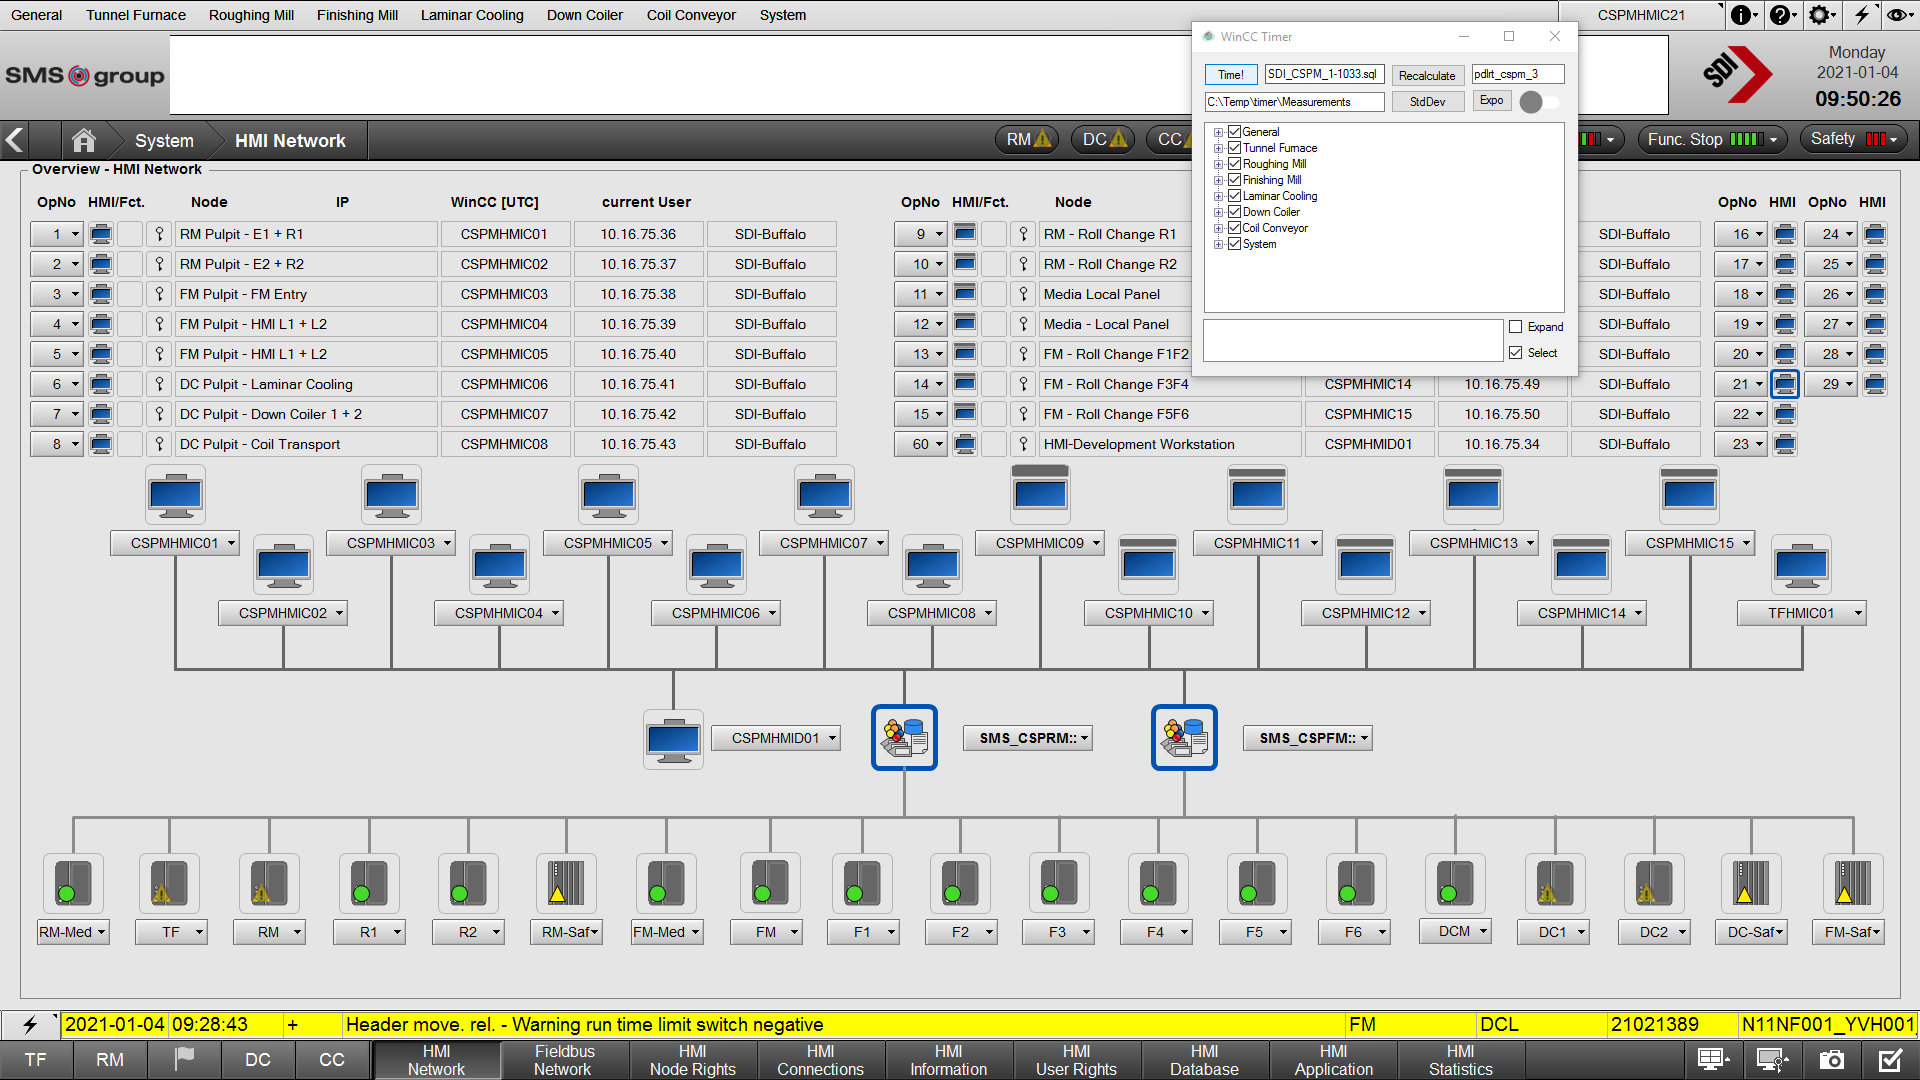 General Tunnel Furnace Roughing Mill Finishing Mill Laminar Cooling Down Coiler Coil Conveyor System CSPMHMIC21
SMS group
SDI
Monday
2021-01-04
09:50:26
System HMI Network RM DC CC Func. Stop Safety
WinCC Timer
Time! SDI_CSPM_1-1033.sql Recalculate pdlrt_cspm_3
C:\Temp\timer\Measurements StdDev Expo
General
Tunnel Furnace
Roughing Mill
Finishing Mill
Laminar Cooling
Down Coiler
Coil Conveyor
System
Expand
Select
Overview - HMI Network
OpNo HMI/Fct. Node IP WinCC [UTC] current User OpNo HMI/Fct. Node OpNo HMI OpNo HMI
1 RM Pulpit - E1 + R1 CSPMHMIC01 10.16.75.36 SDI-Buffalo 9 RM - Roll Change R1 SDI-Buffalo 16 24
2 RM Pulpit - E2 + R2 CSPMHMIC02 10.16.75.37 SDI-Buffalo 10 RM - Roll Change R2 SDI-Buffalo 17 25
3 FM Pulpit - FM Entry CSPMHMIC03 10.16.75.38 SDI-Buffalo 11 Media Local Panel SDI-Buffalo 18 26
4 FM Pulpit - HMI L1 + L2 CSPMHMIC04 10.16.75.39 SDI-Buffalo 12 Media - Local Panel SDI-Buffalo 19 27
5 FM Pulpit - HMI L1 + L2 CSPMHMIC05 10.16.75.40 SDI-Buffalo 13 FM - Roll Change F1F2 SDI-Buffalo 20 28
6 DC Pulpit - Laminar Cooling CSPMHMIC06 10.16.75.41 SDI-Buffalo 14 FM - Roll Change F3F4 CSPMHMIC14 10.16.75.49 SDI-Buffalo 21 29
7 DC Pulpit - Down Coiler 1 + 2 CSPMHMIC07 10.16.75.42 SDI-Buffalo 15 FM - Roll Change F5F6 CSPMHMIC15 10.16.75.50 SDI-Buffalo 22
8 DC Pulpit - Coil Transport CSPMHMIC08 10.16.75.43 SDI-Buffalo 60 HMI-Development Workstation CSPMHMID01 10.16.75.34 SDI-Buffalo 23
CSPMHMIC01 CSPMHMIC03 CSPMHMIC05 CSPMHMIC07 CSPMHMIC09 CSPMHMIC11 CSPMHMIC13 CSPMHMIC15
CSPMHMIC02 CSPMHMIC04 CSPMHMIC06 CSPMHMIC08 CSPMHMIC10 CSPMHMIC12 CSPMHMIC14 TFHMIC01
CSPMHMID01 SMS_CSPRM:: SMS_CSPFM::
RM-Med TF RM R1 R2 RM-Saf FM-Med FM F1 F2 F3 F4 F5 F6 DCM DC1 DC2 DC-Saf FM-Saf
2021-01-04 09:28:43 + Header move. rel. - Warning run time limit switch negative FM DCL 21021389 N11NF001_YVH001
TF RM DC CC HMI Network Fieldbus Network HMI Node Rights HMI Connections HMI Information HMI User Rights HMI Database HMI Application HMI Statistics